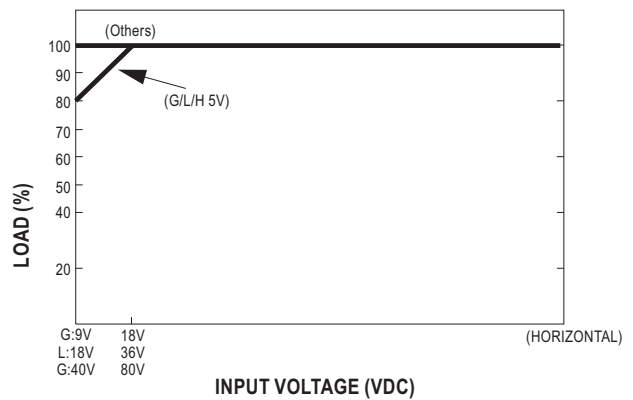 (Others)
100
90
(G/L/H 5V)
80
70
60
50
40
20
LOAD (%)
G:9V 18V (HORIZONTAL)
L:18V 36V
G:40V 80V
INPUT VOLTAGE (VDC)